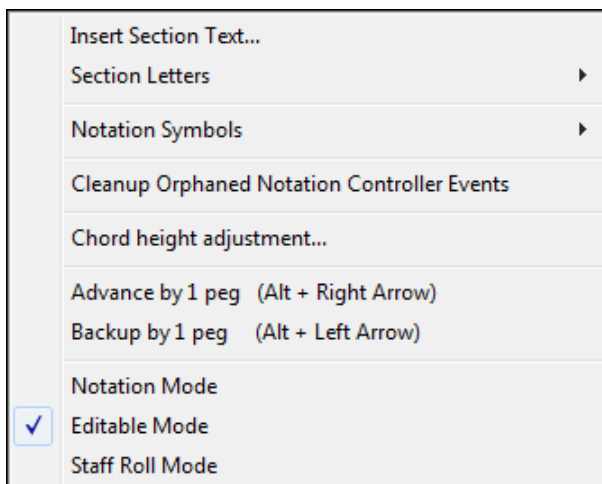 Insert Section Text...
Section Letters
Notation Symbols
Cleanup Orphaned Notation Controller Events
Chord height adjustment...
Advance by 1 peg (Alt + Right Arrow)
Backup by 1 peg (Alt + Left Arrow)
Notation Mode
Editable Mode
Staff Roll Mode